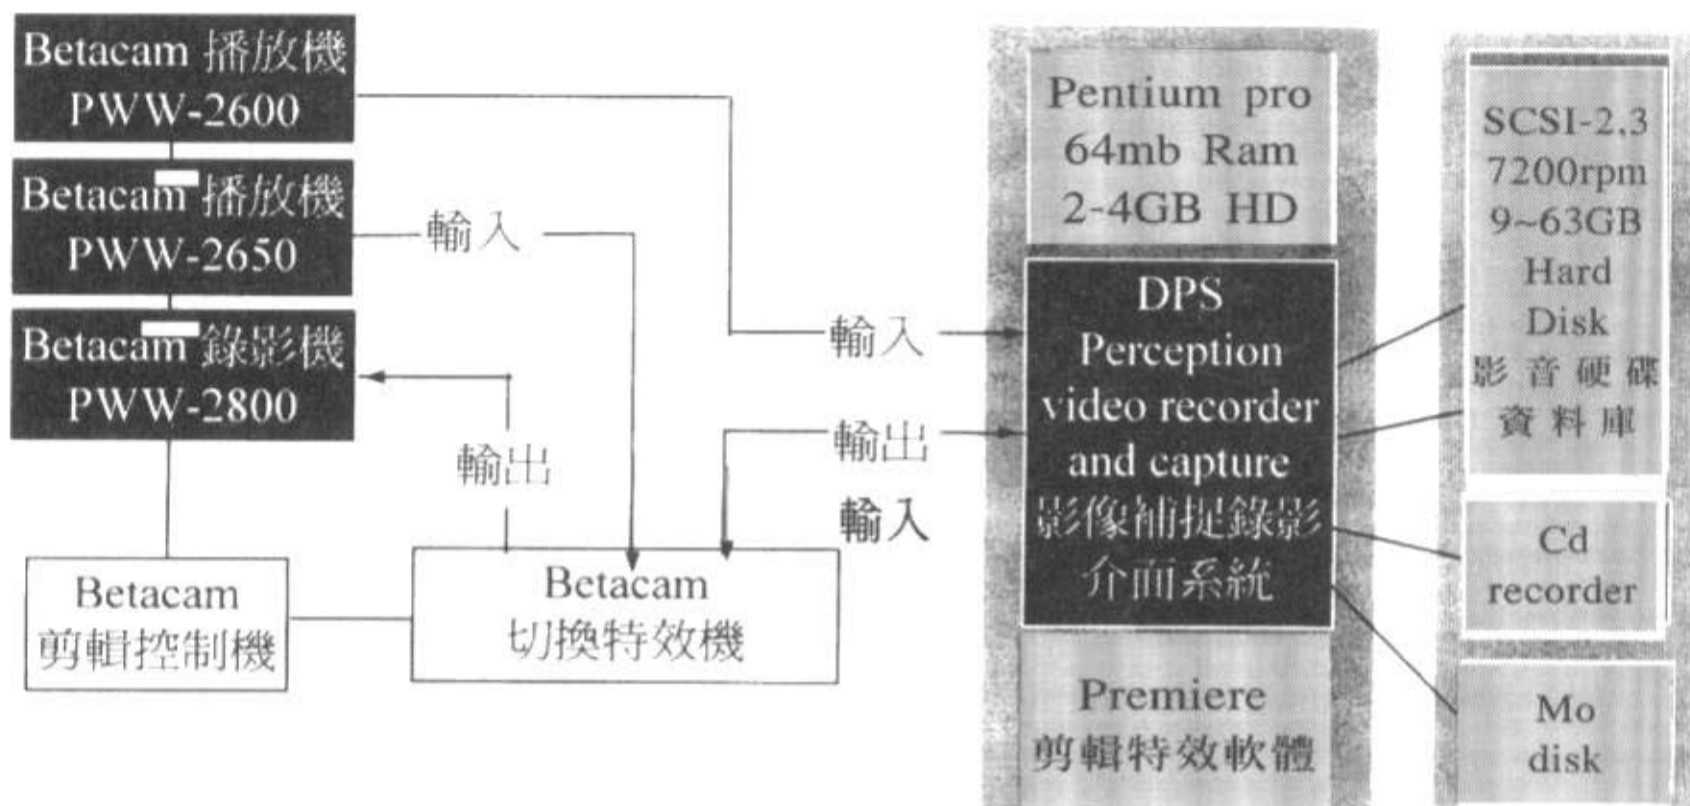 Betacam 播放機
PWW-2600
Betacam 播放機
PWW-2650
Betacam 錄影機
PWW-2800
Betacam
剪輯控制機
輸入
輸出
Betacam
切換特效機
輸入
輸出
輸入
Pentium pro
64mb Ram
2-4GB HD
DPS
Perception
video recorder
and capture
影像補捉錄影
介面系統
Premiere
剪輯特效軟體
SCSI-2,3
7200rpm
9~63GB
Hard
Disk
影音硬碟
資料庫
Cd
recorder
Mo
disk